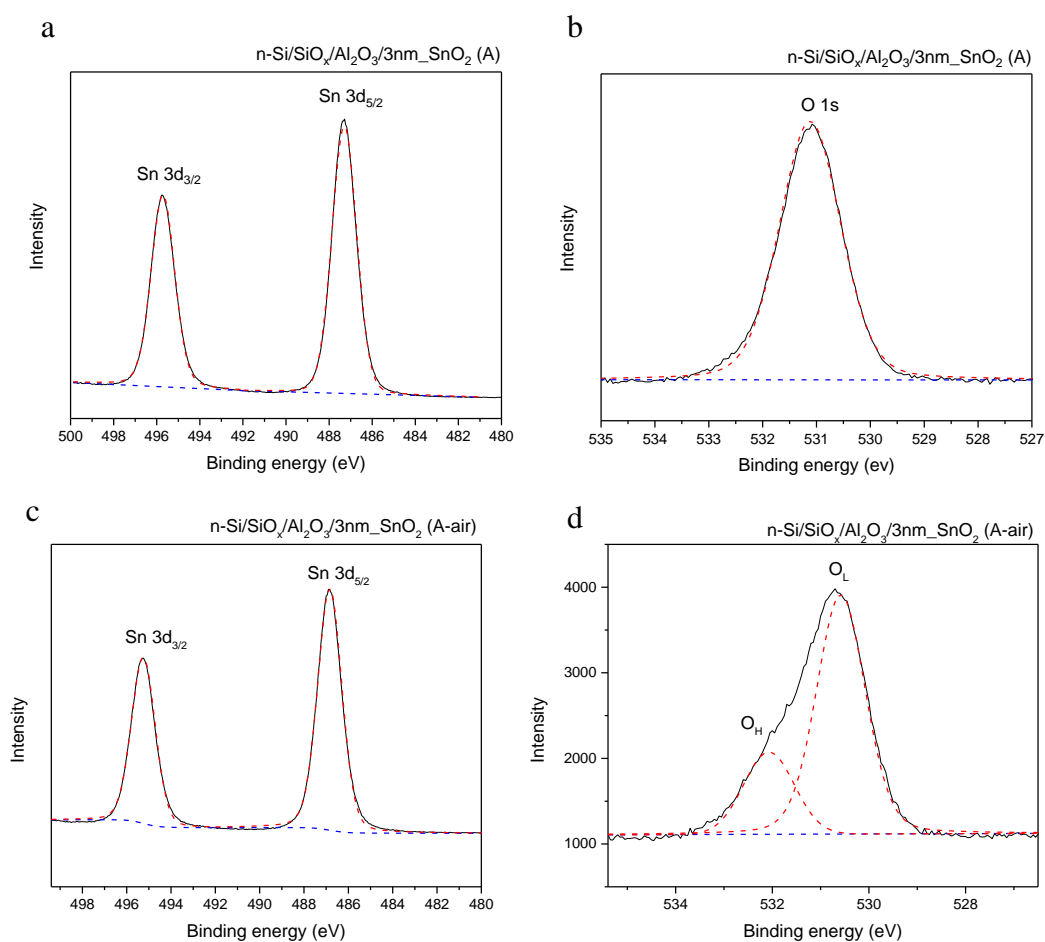 a
n-Si/SiOₓ/Al₂O₃/3nm_SnO₂ (A)
Sn 3d₅/₂
Sn 3d₃/₂
Intensity
500 498 496 494 492 490 488 486 484 482 480
Binding energy (eV)
b
n-Si/SiOₓ/Al₂O₃/3nm_SnO₂ (A)
O 1s
Intensity
535 534 533 532 531 530 529 528 527
Binding energy (ev)
c
n-Si/SiOₓ/Al₂O₃/3nm_SnO₂ (A-air)
Sn 3d₅/₂
Sn 3d₃/₂
Intensity
498 496 494 492 490 488 486 484 482 480
Binding energy (eV)
d
n-Si/SiOₓ/Al₂O₃/3nm_SnO₂ (A-air)
O_L
O_H
4000
3000
2000
1000
Intensity
534 532 530 528
Binding energy (eV)